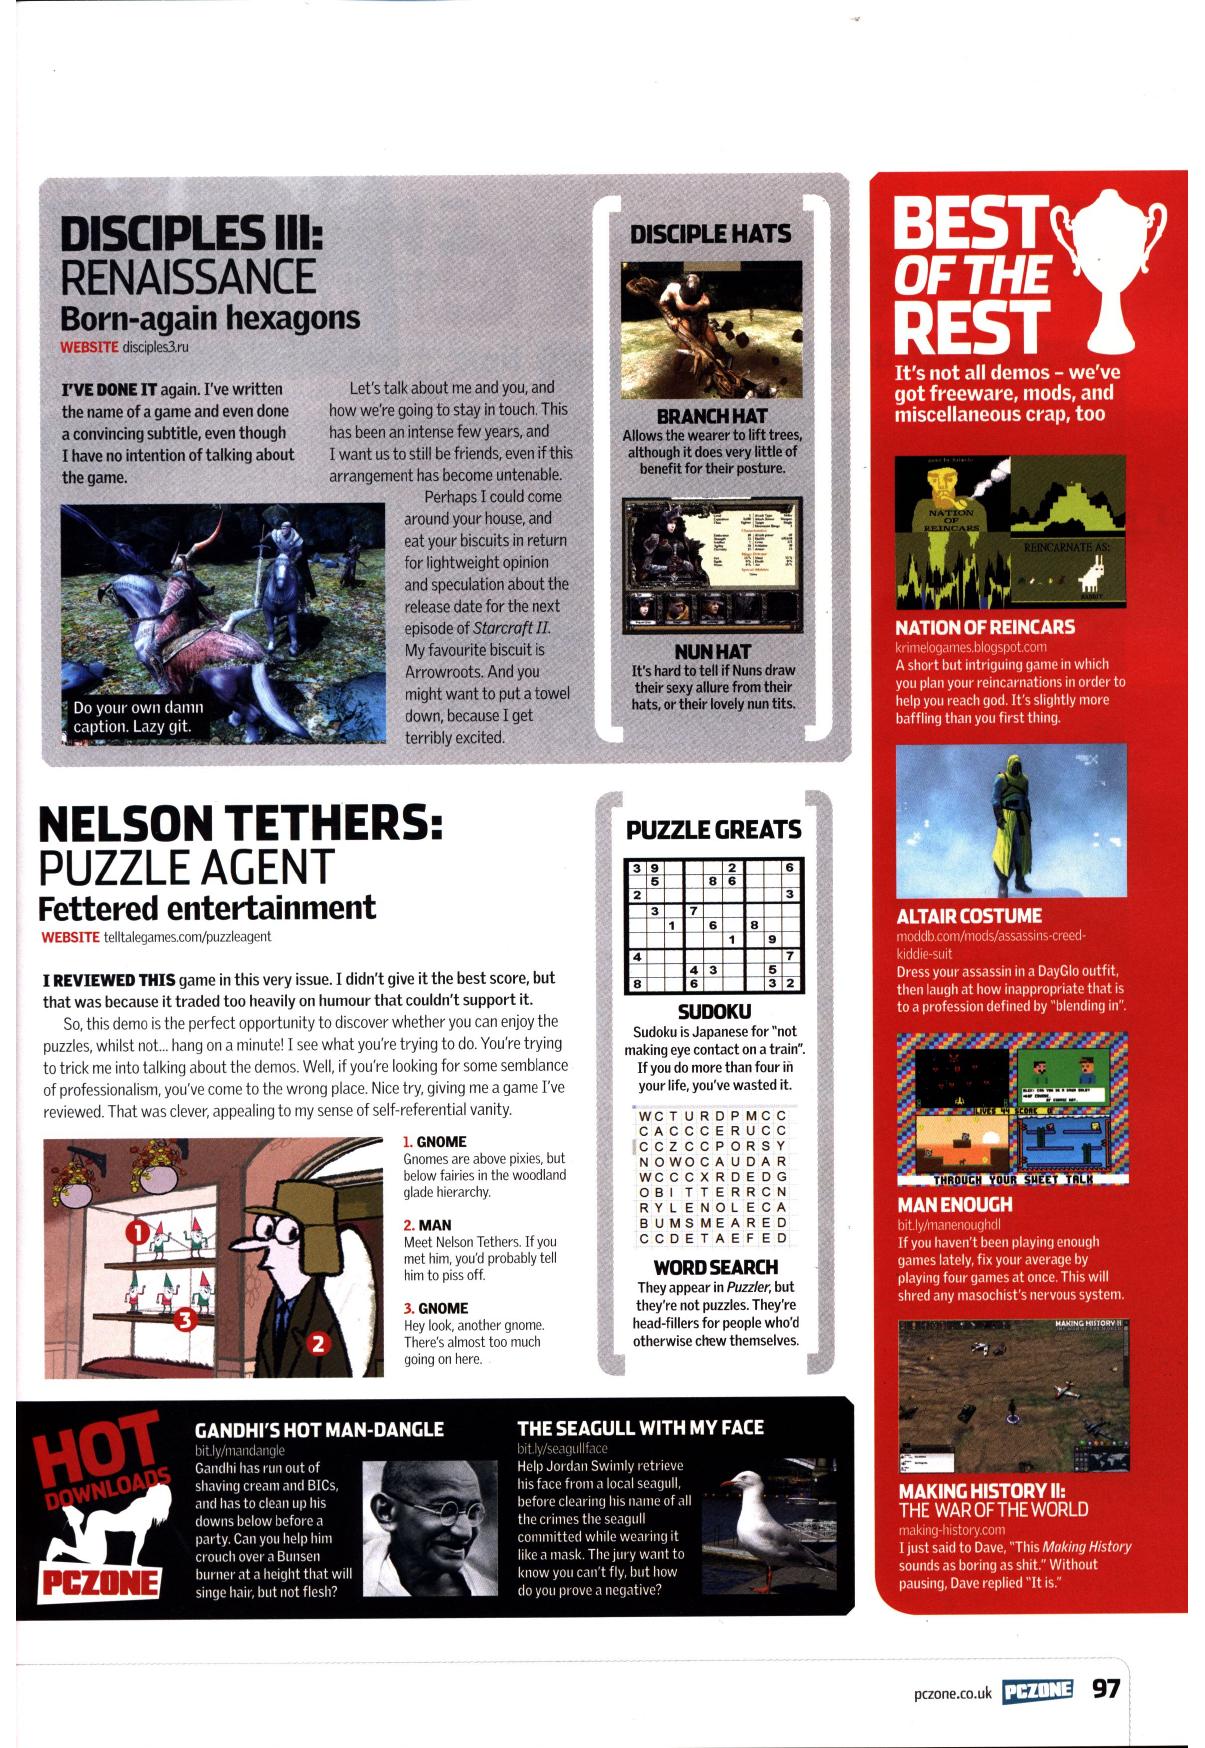 DISCIPLES III:
RENAISSANCE
Born-again hexagons
WEBSITE disciples3.ru
I'VE DONE IT again. I've written
the name of a game and even done
a convincing subtitle, even though
I have no intention of talking about
the game.
Do your own damn
caption. Lazy git.
Let's talk about me and you, and
how we're going to stay in touch. This
has been an intense few years, and
I want us to still be friends, even if this
arrangement has become untenable.
Perhaps I could come
around your house, and
eat your biscuits in return
for lightweight opinion
and speculation about the
release date for the next
episode of Starcraft II.
My favourite biscuit is
Arrowroots. And you
might want to put a towel
down, because I get
terribly excited.
DISCIPLE HATS
BRANCH HAT
Allows the wearer to lift trees,
although it does very little of
benefit for their posture.
NUN HAT
It's hard to tell if Nuns draw
their sexy allure from their
hats, or their lovely nun tits.
NELSON TETHERS:
PUZZLE AGENT
Fettered entertainment
WEBSITE telltalegames.com/puzzleagent
I REVIEWED THIS game in this very issue. I didn't give it the best score, but
that was because it traded too heavily on humour that couldn't support it.
So, this demo is the perfect opportunity to discover whether you can enjoy the
puzzles, whilst not... hang on a minute! I see what you're trying to do. You're trying
to trick me into talking about the demos. Well, if you're looking for some semblance
of professionalism, you've come to the wrong place. Nice try, giving me a game I've
reviewed. That was clever, appealing to my sense of self-referential vanity.
1
3
2
1. GNOME
Gnomes are above pixies, but
below fairies in the woodland
glade hierarchy.
2. MAN
Meet Nelson Tethers. If you
met him, you'd probably tell
him to piss off.
3. GNOME
Hey look, another gnome.
There's almost too much
going on here.
PUZZLE GREATS
3 9 2 6
5 8 6
2 3
3 7
1 6 8
1 9
4 7
4 3 5
8 6 3 2
SUDOKU
Sudoku is Japanese for "not
making eye contact on a train".
If you do more than four in
your life, you've wasted it.
W C T U R D P M C C
C A C C C E R U C C
C C Z C C P O R S Y
N O W O C A U D A R
W C C C X R D E D G
O B I T T E R R C N
R Y L E N O L E C A
B U M S M E A R E D
C C D E T A E F E D
WORD SEARCH
They appear in Puzzler, but
they're not puzzles. They're
head-fillers for people who'd
otherwise chew themselves.
HOT
DOWNLOADS
PCZONE
GANDHI'S HOT MAN-DANGLE
bit.ly/mandangle
Gandhi has run out of
shaving cream and BICs,
and has to clean up his
downs below before a
party. Can you help him
crouch over a Bunsen
burner at a height that will
singe hair, but not flesh?
THE SEAGULL WITH MY FACE
bit.ly/seagullface
Help Jordan Swimly retrieve
his face from a local seagull,
before clearing his name of all
the crimes the seagull
committed while wearing it
like a mask. The jury want to
know you can't fly, but how
do you prove a negative?
BEST
OF THE
REST
It's not all demos – we've
got freeware, mods, and
miscellaneous crap, too
NATION
OF
REINCARS
REINCARNATE AS:
RABBIT
NATION OF REINCARS
krimelogames.blogspot.com
A short but intriguing game in which
you plan your reincarnations in order to
help you reach god. It's slightly more
baffling than you first thing.
ALTAIR COSTUME
moddb.com/mods/assassins-creed-
kiddie-suit
Dress your assassin in a DayGlo outfit,
then laugh at how inappropriate that is
to a profession defined by "blending in".
LIVES 44 SCORE 0
THROUGH YOUR SWEET TALK
MAN ENOUGH
bit.ly/manenoughdl
If you haven't been playing enough
games lately, fix your average by
playing four games at once. This will
shred any masochist's nervous system.
MAKING HISTORY II
MAKING HISTORY II:
THE WAR OF THE WORLD
making-history.com
I just said to Dave, "This Making History
sounds as boring as shit." Without
pausing, Dave replied "It is."
pczone.co.uk PCZONE 97